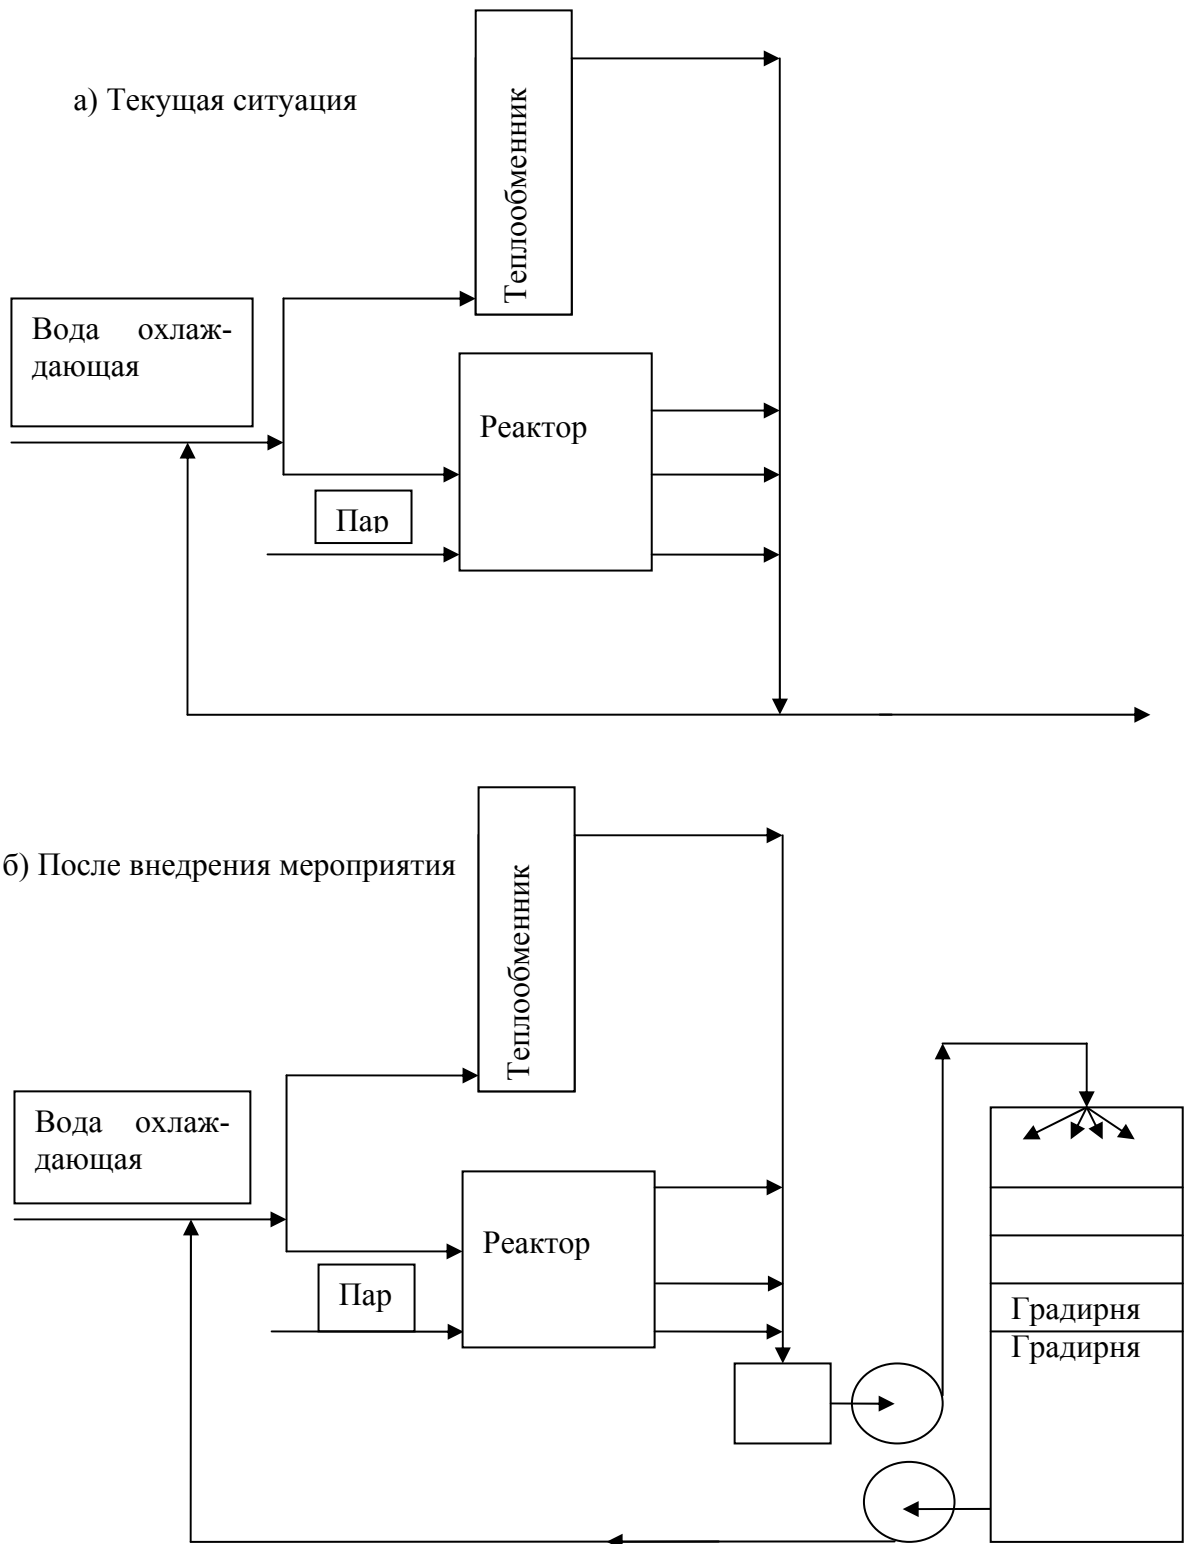 а) Текущая ситуация
Теплообменник
Вода охлаж-
дающая
Реактор
Пар
б) После внедрения мероприятия
Теплообменник
Вода охлаж-
дающая
Реактор
Пар
Градирня
Градирня